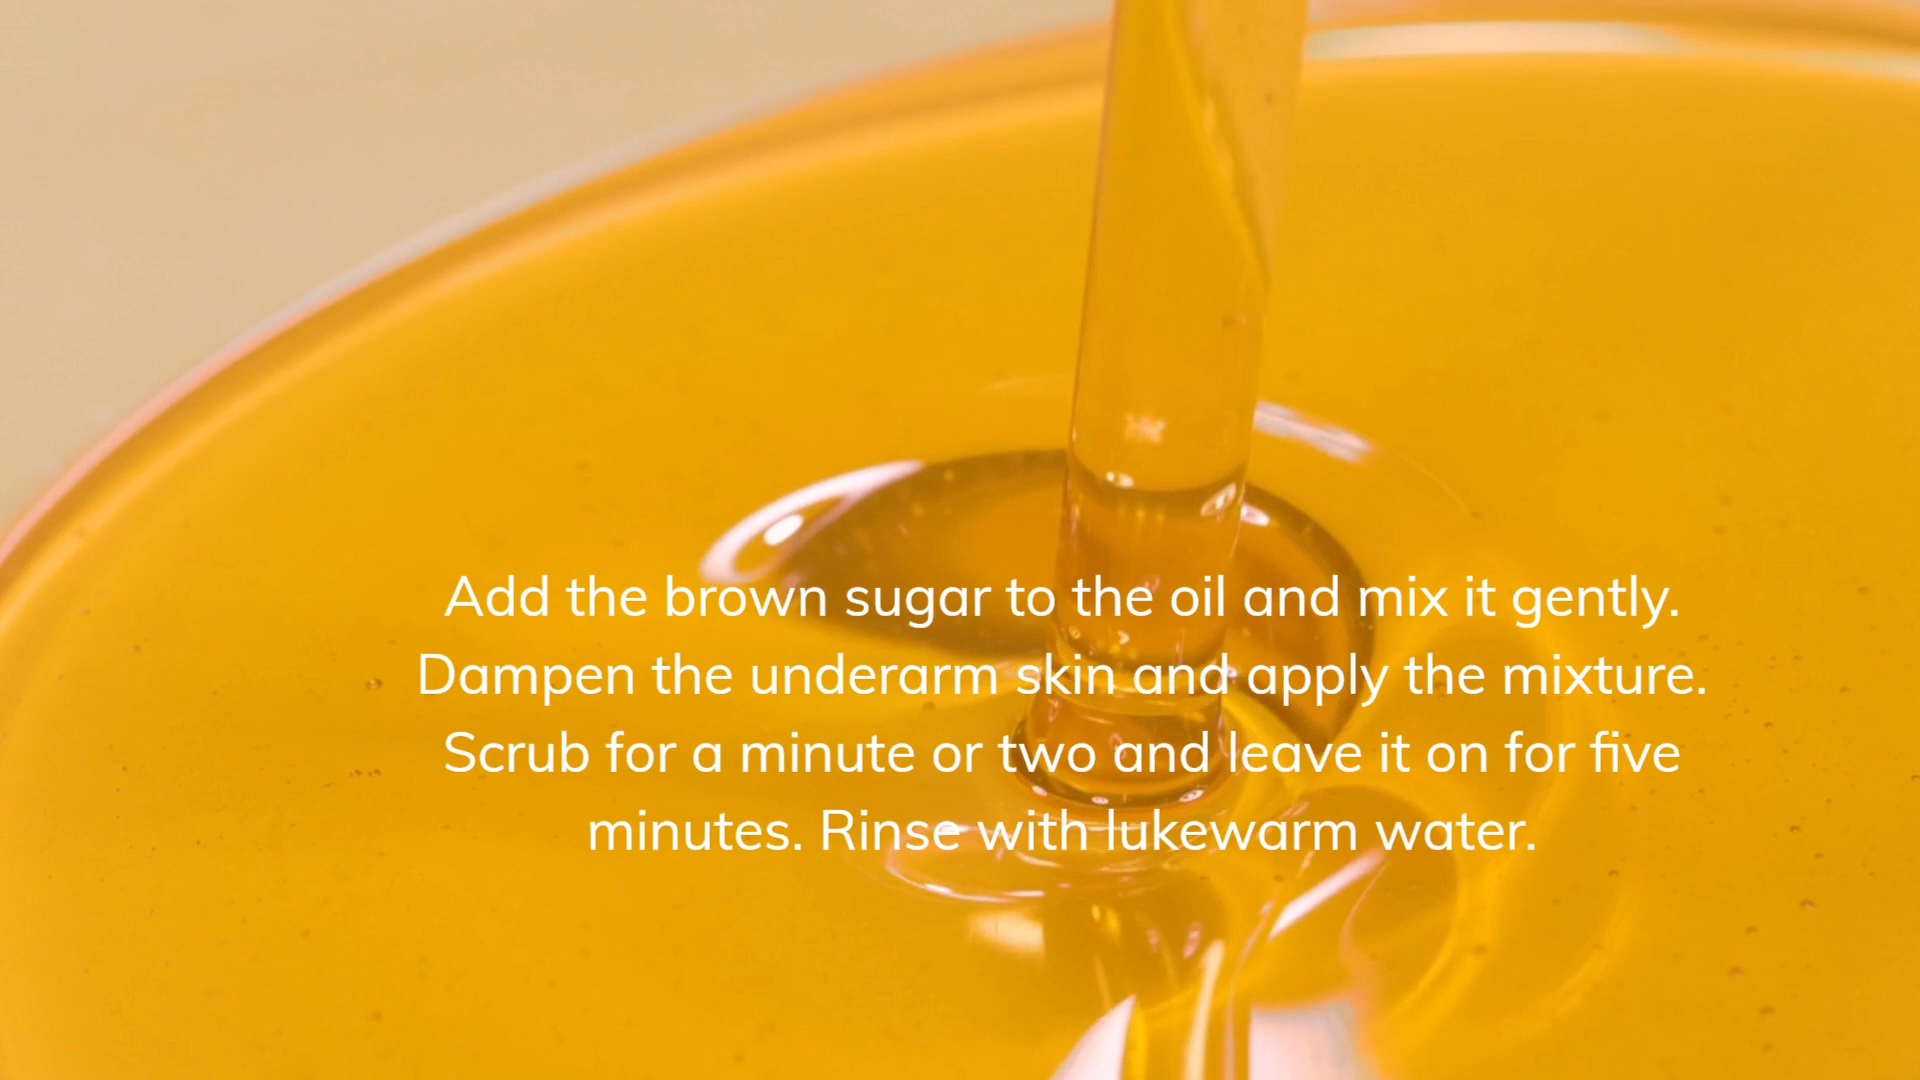 Add the brown sugar to the oil and mix it gently.
Dampen the underarm skin and apply the mixture.
Scrub for a minute or two and leave it on for five
minutes. Rinse with lukewarm water.